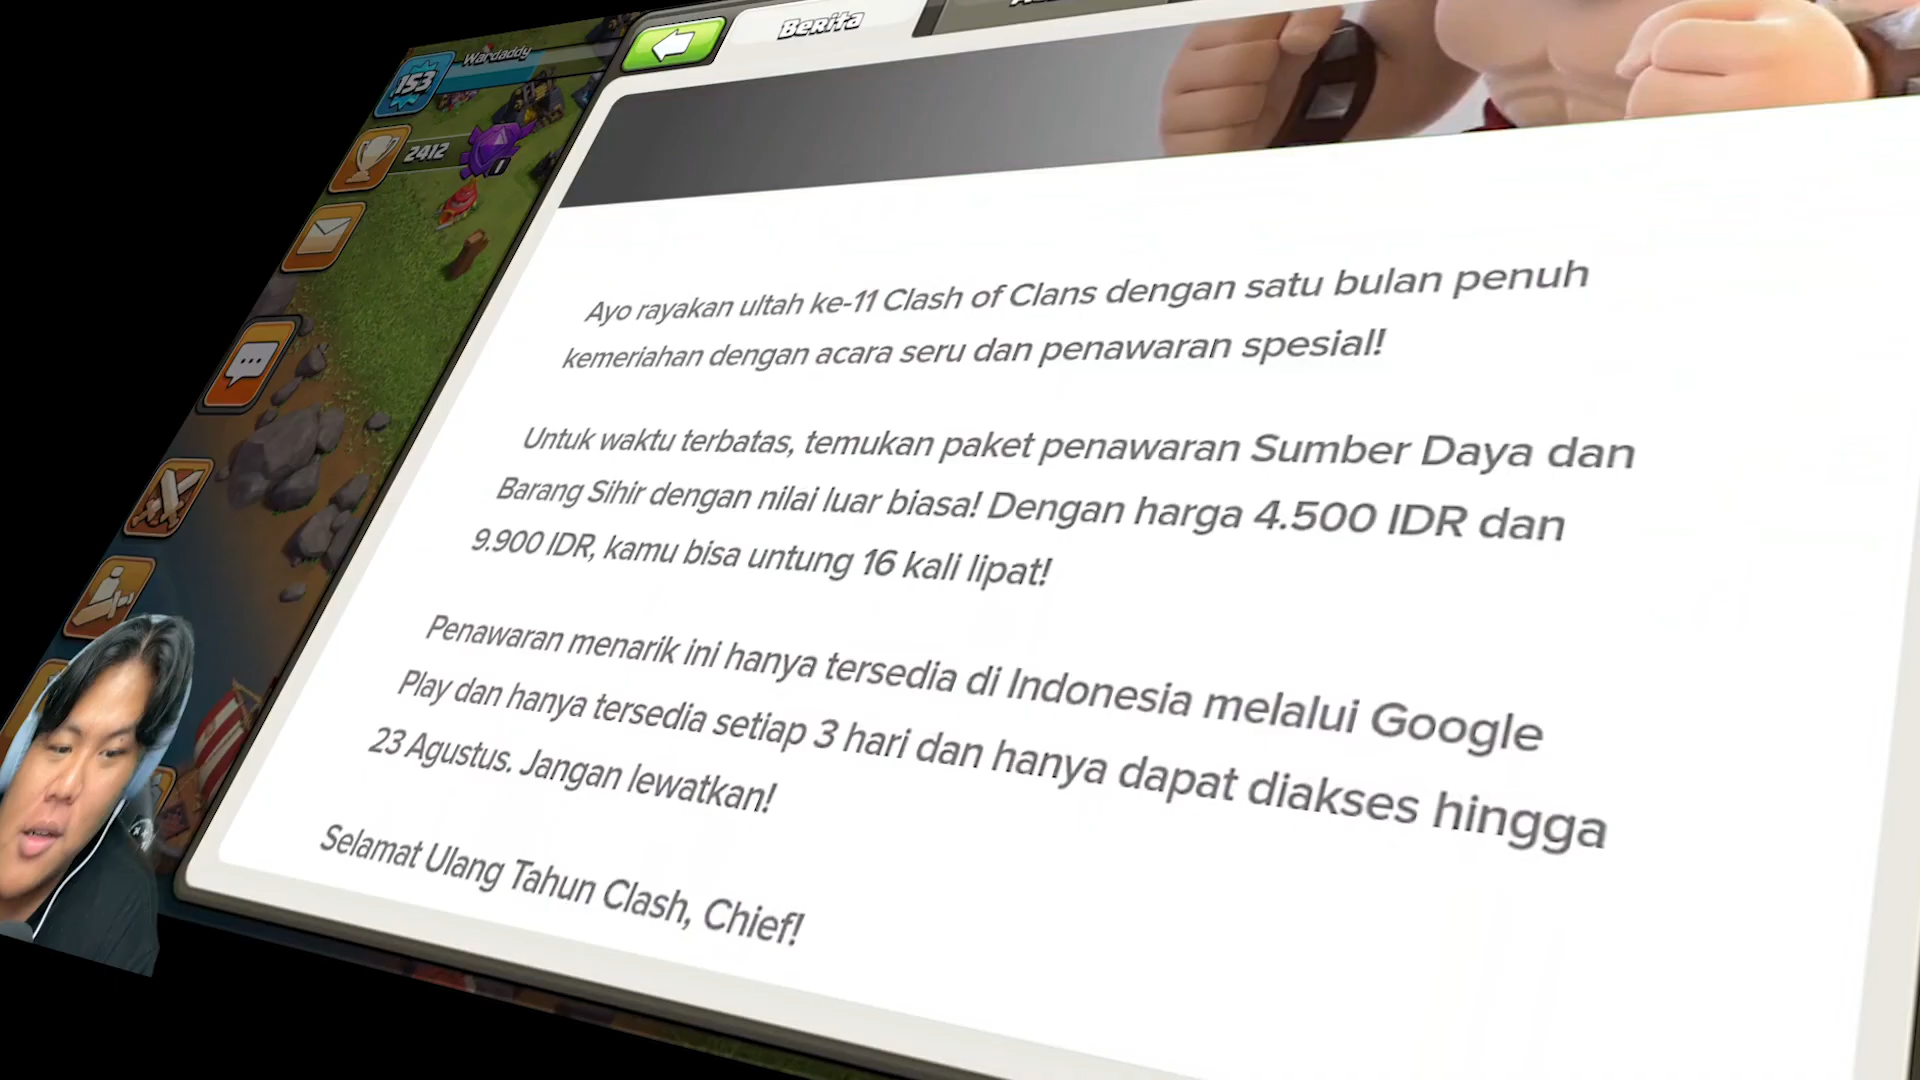 Wardaddy
153
2412
1
Berita
Ayo rayakan ultah ke-11 Clash of Clans dengan satu bulan penuh
kemeriahan dengan acara seru dan penawaran spesial!
Untuk waktu terbatas, temukan paket penawaran Sumber Daya dan
Barang Sihir dengan nilai luar biasa! Dengan harga 4.500 IDR dan
9.900 IDR, kamu bisa untung 16 kali lipat!
Penawaran menarik ini hanya tersedia di Indonesia melalui Google
Play dan hanya tersedia setiap 3 hari dan hanya dapat diakses hingga
23 Agustus. Jangan lewatkan!
Selamat Ulang Tahun Clash, Chief!